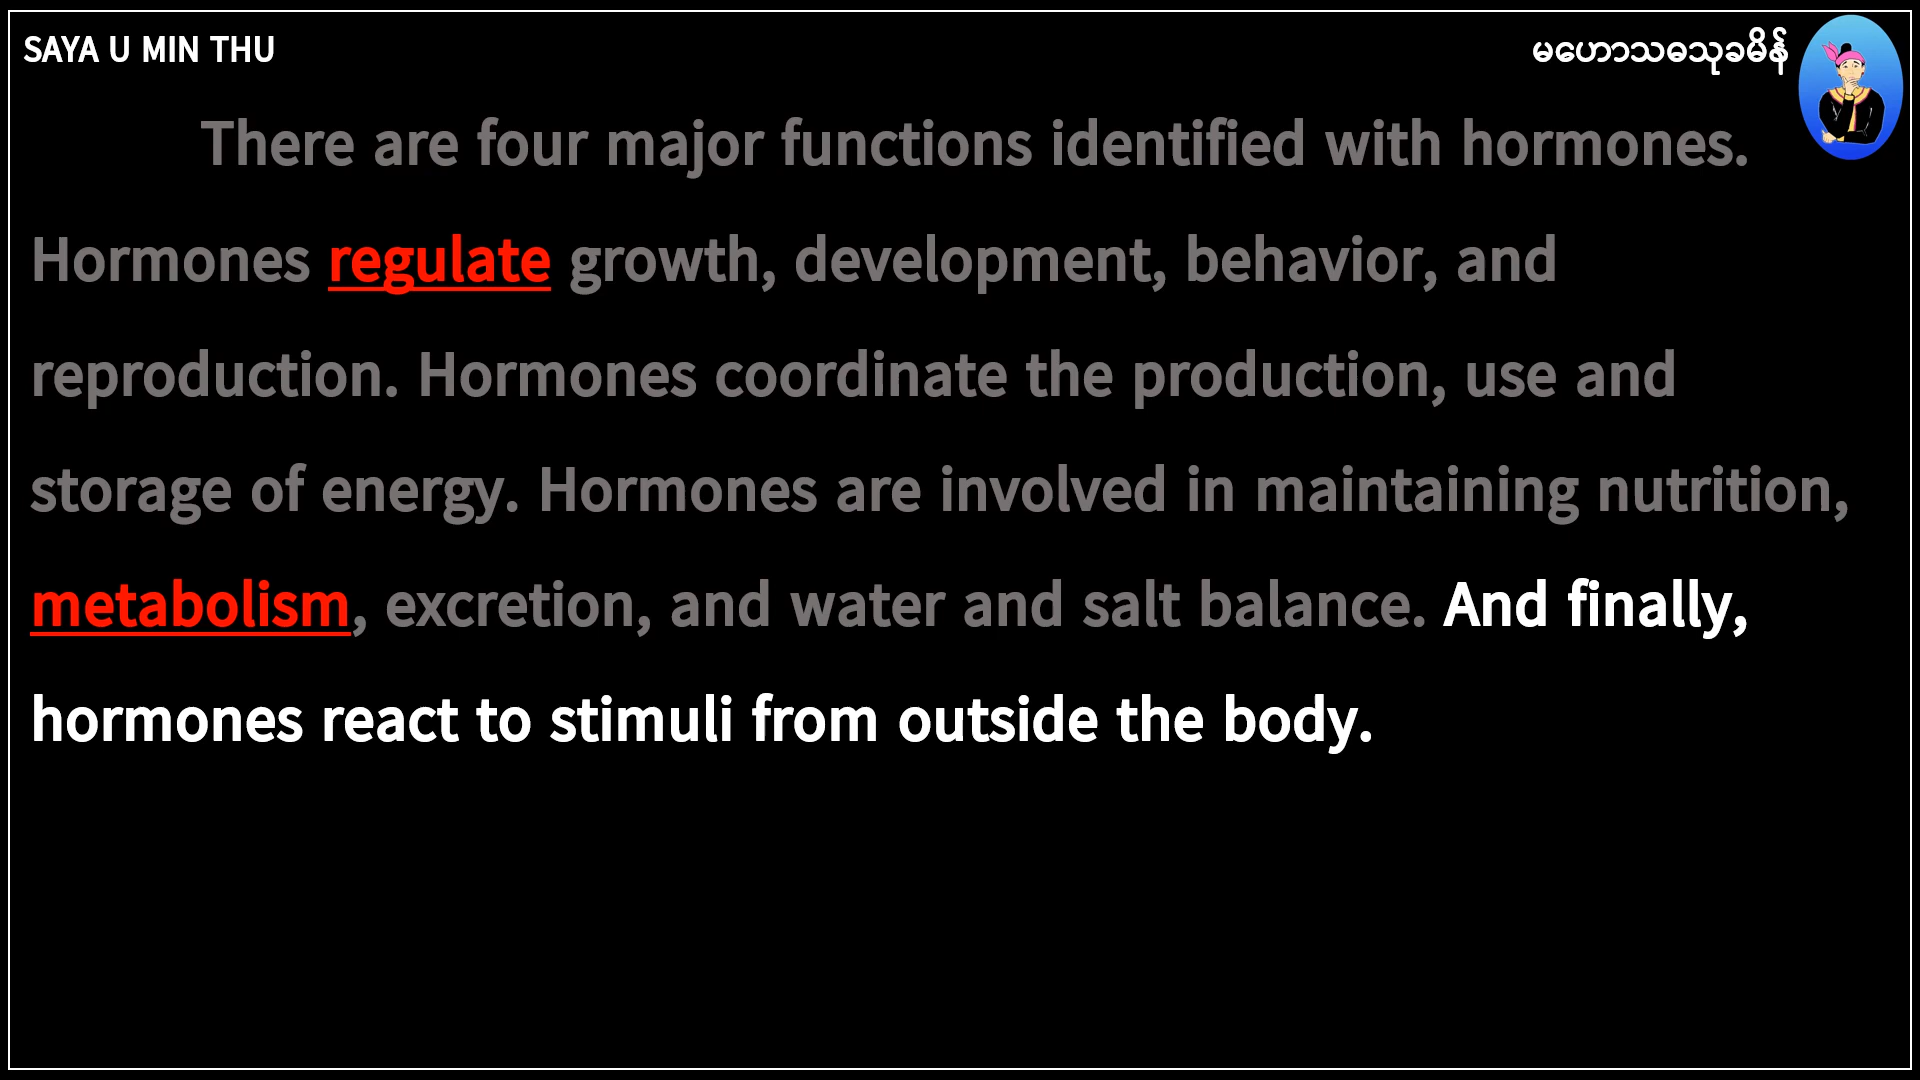 SAYA U MIN THU
မဟောသဓသုခမိန်
There are four major functions identified with hormones.
Hormones regulate growth, development, behavior, and
reproduction. Hormones coordinate the production, use and
storage of energy. Hormones are involved in maintaining nutrition,
metabolism, excretion, and water and salt balance. And finally,
hormones react to stimuli from outside the body.